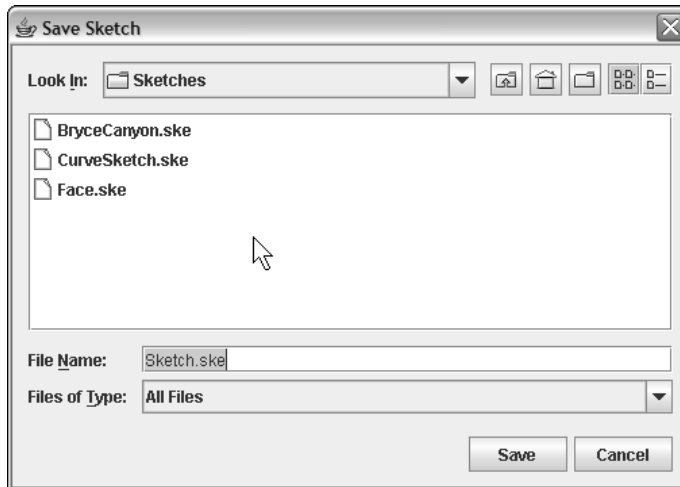 Save Sketch
Look In: Sketches
BryceCanyon.ske
CurveSketch.ske
Face.ske
File Name: Sketch.ske
Files of Type: All Files
Save Cancel